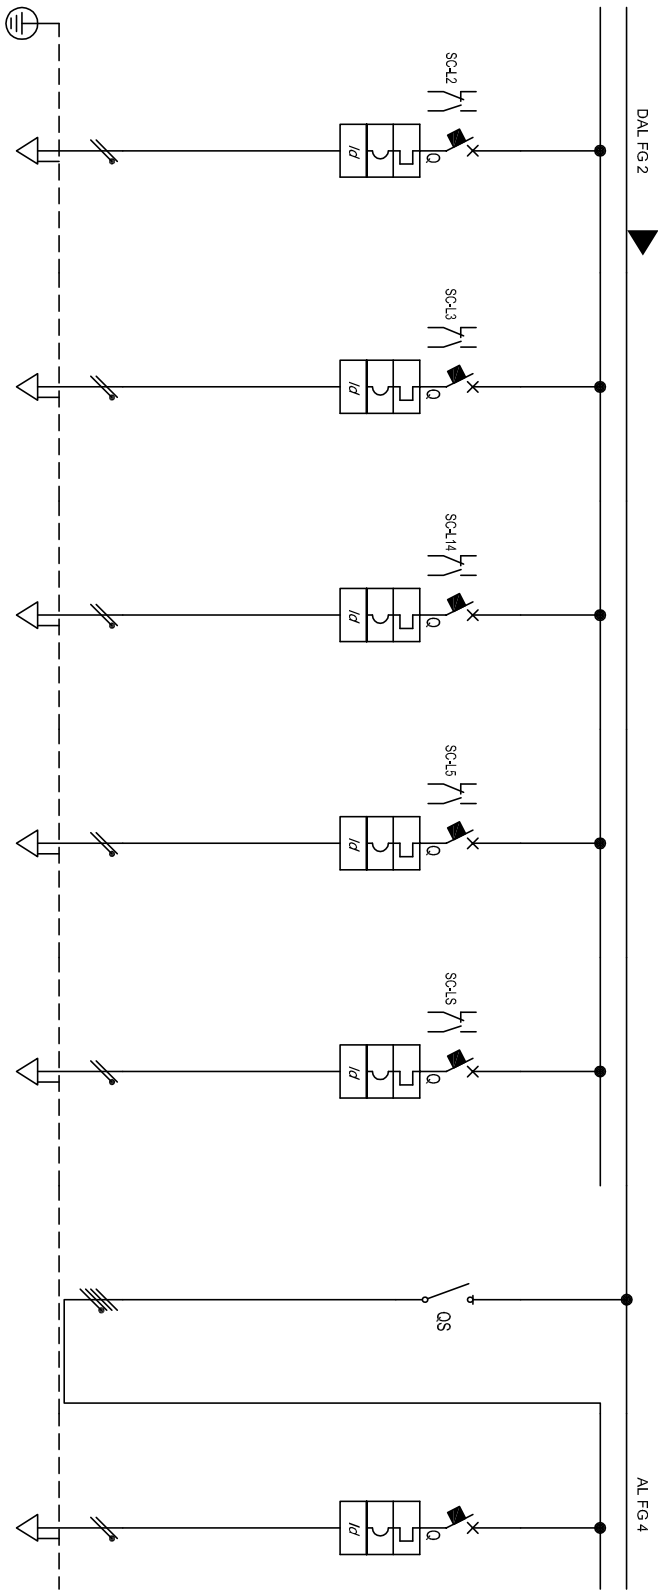 DAL FG 2
AL FG 4
SC-L2
SC-L3
SC-L14
SC-L5
SC-LS
QS
Q
Q
Q
Q
Q
Q
Id
Id
Id
Id
Id
Id